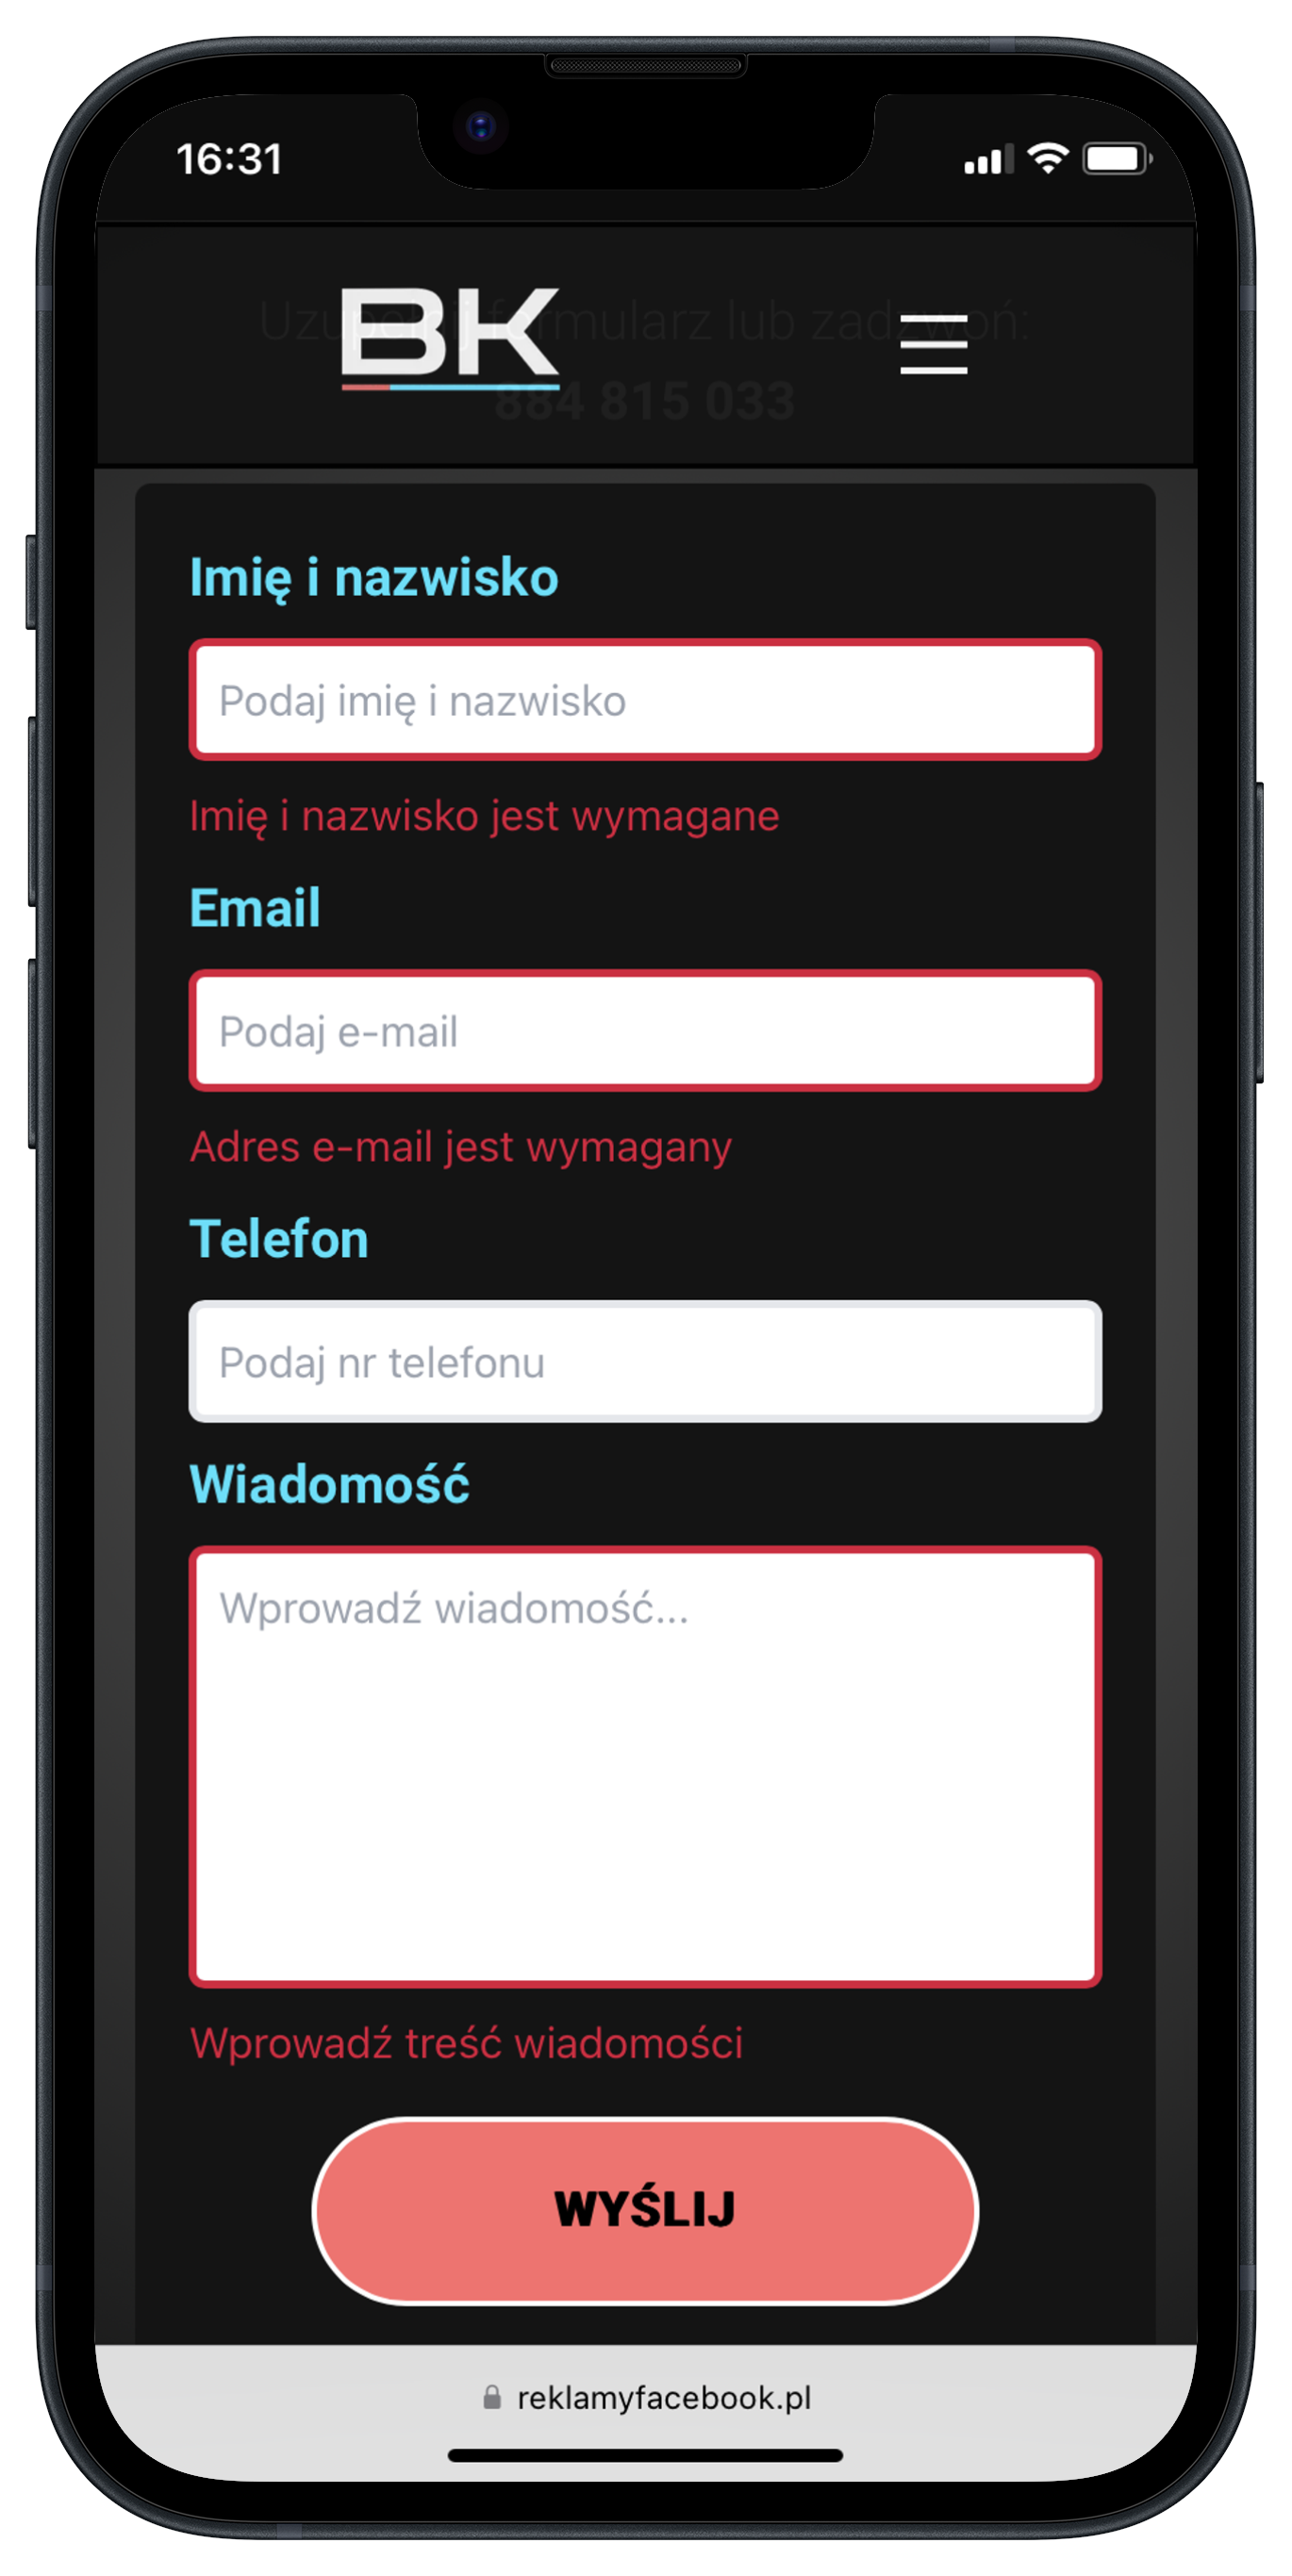 16:31
Uzupełnij formularz lub zadzwoń:
BK
884 815 033
Imię i nazwisko
Podaj imię i nazwisko
Imię i nazwisko jest wymagane
Email
Podaj e-mail
Adres e-mail jest wymagany
Telefon
Podaj nr telefonu
Wiadomość
Wprowadź wiadomość...
Wprowadź treść wiadomości
WYŚLIJ
reklamyfacebook.pl